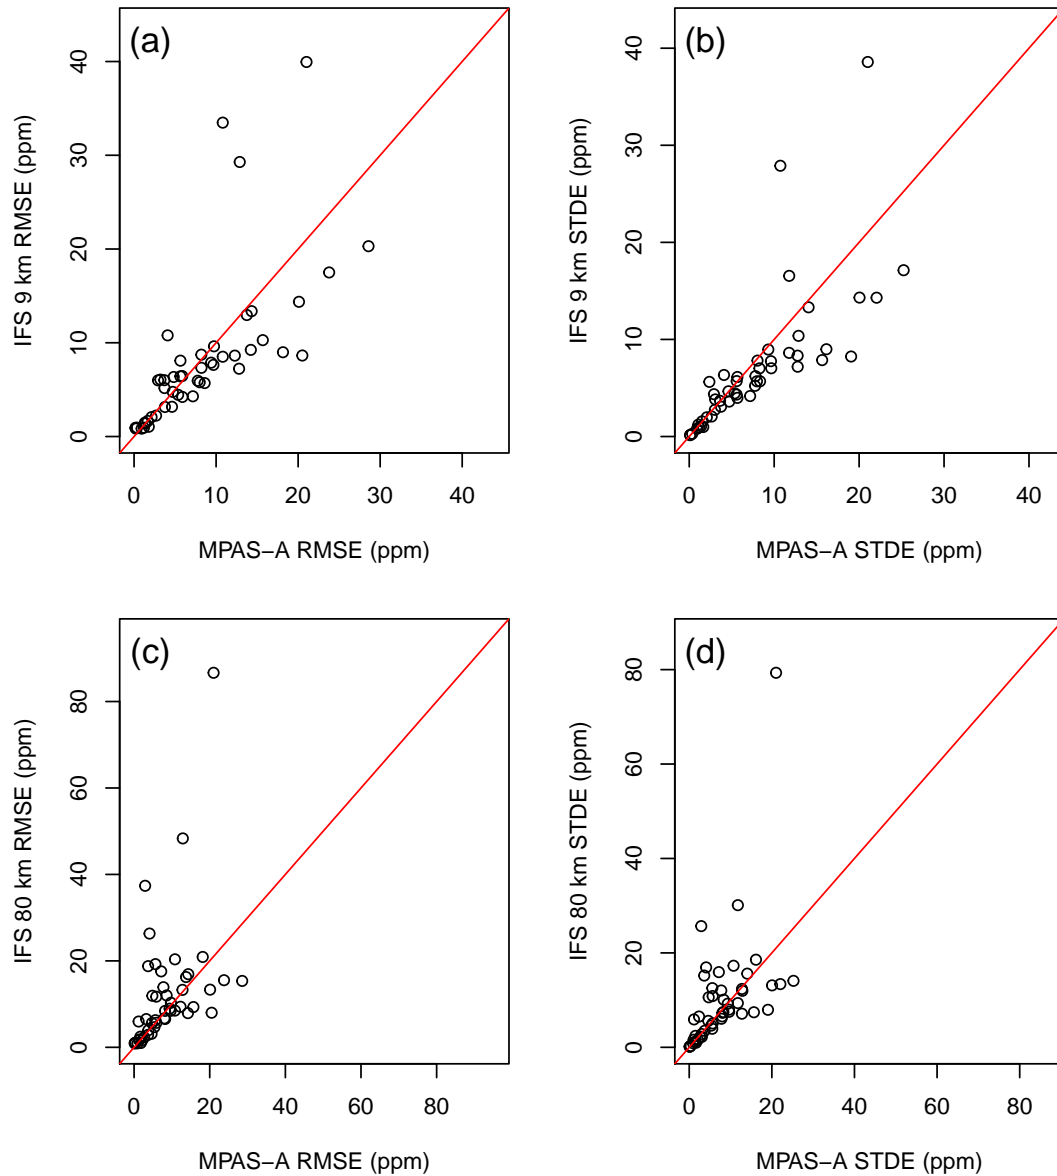 (a)
IFS 9 km RMSE (ppm)
40
30
20
10
0
0 10 20 30 40
MPAS−A RMSE (ppm)
(b)
IFS 9 km STDE (ppm)
40
30
20
10
0
0 10 20 30 40
MPAS−A STDE (ppm)
(c)
IFS 80 km RMSE (ppm)
80
60
40
20
0
0 20 40 60 80
MPAS−A RMSE (ppm)
(d)
IFS 80 km STDE (ppm)
80
60
40
20
0
0 20 40 60 80
MPAS−A STDE (ppm)